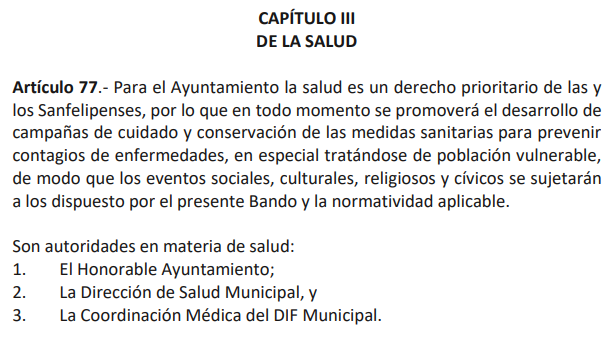 CAPÍTULO III
DE LA SALUD
Artículo 77.- Para el Ayuntamiento la salud es un derecho prioritario de las y
los Sanfelipenses, por lo que en todo momento se promoverá el desarrollo de
campañas de cuidado y conservación de las medidas sanitarias para prevenir
contagios de enfermedades, en especial tratándose de población vulnerable,
de modo que los eventos sociales, culturales, religiosos y cívicos se sujetarán
a los dispuesto por el presente Bando y la normatividad aplicable.
Son autoridades en materia de salud:
1. El Honorable Ayuntamiento;
2. La Dirección de Salud Municipal, y
3. La Coordinación Médica del DIF Municipal.